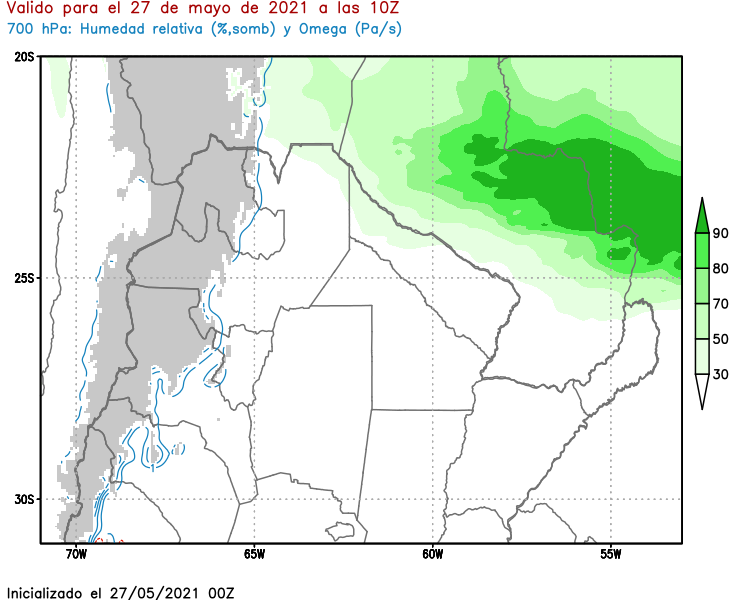 Valido para el 27 de mayo de 2021 a las 10Z
700 hPa: Humedad relativa (%,somb) y Omega (Pa/s)
20S
25S
30S
70W 65W 60W 55W
90
80
70
50
30
Inicializado el 27/05/2021 00Z